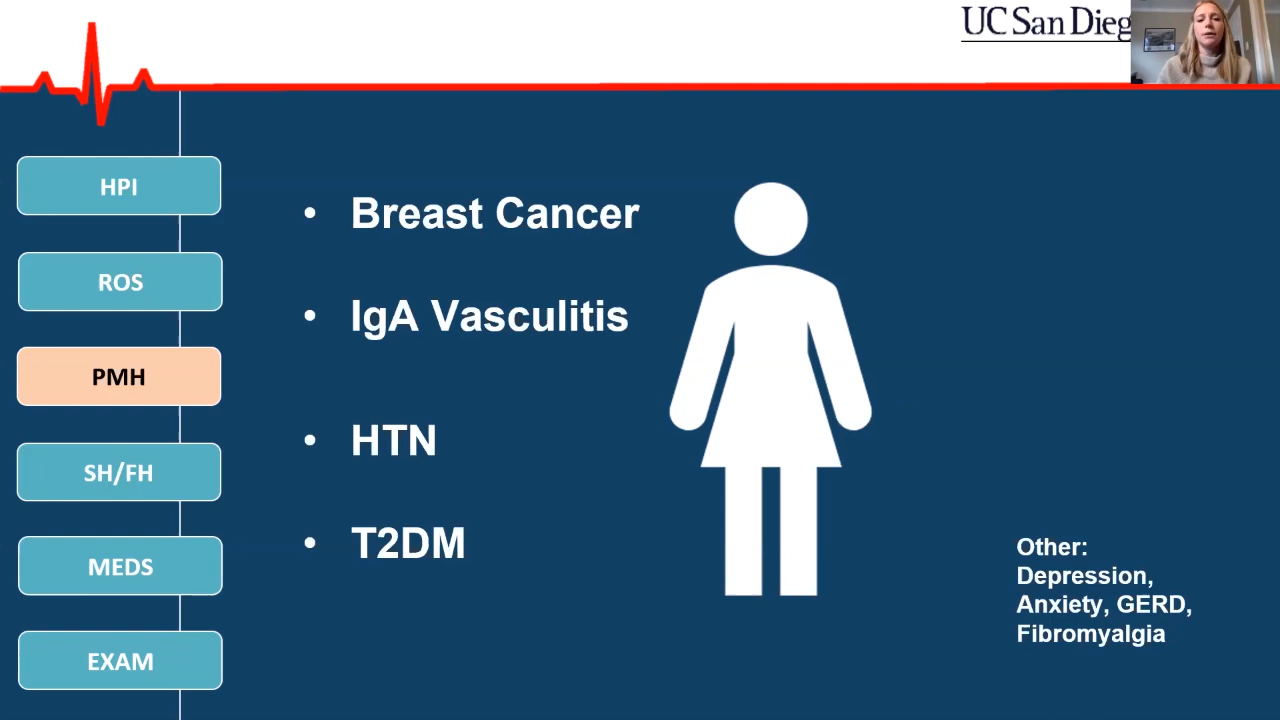 UC San Dieg
HPI
ROS
PMH
SH/FH
MEDS
EXAM
• Breast Cancer
• IgA Vasculitis
• HTN
• T2DM
Other:
Depression,
Anxiety, GERD,
Fibromyalgia